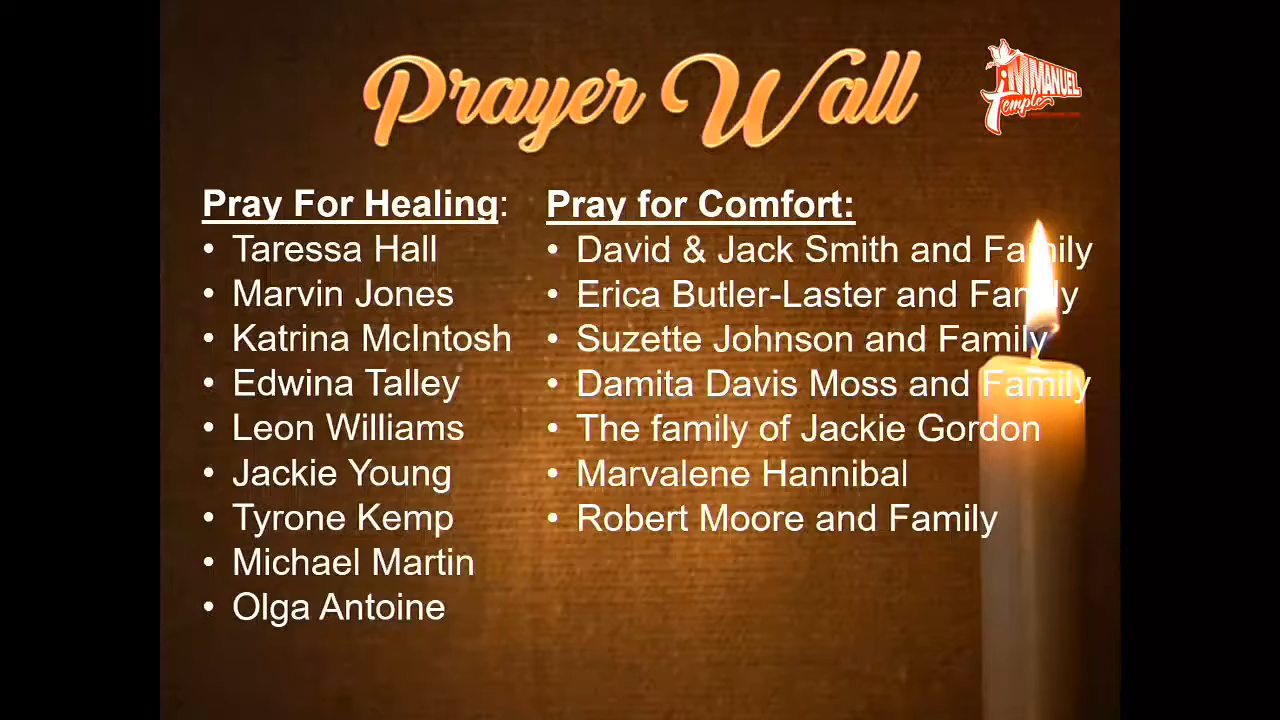 Prayer Wall
iMMANUEL
Temple
Pray For Healing:
• Taressa Hall
• Marvin Jones
• Katrina McIntosh
• Edwina Talley
• Leon Williams
• Jackie Young
• Tyrone Kemp
• Michael Martin
• Olga Antoine
Pray for Comfort:
• David & Jack Smith and Family
• Erica Butler-Laster and Family
• Suzette Johnson and Family
• Damita Davis Moss and Family
• The family of Jackie Gordon
• Marvalene Hannibal
• Robert Moore and Family